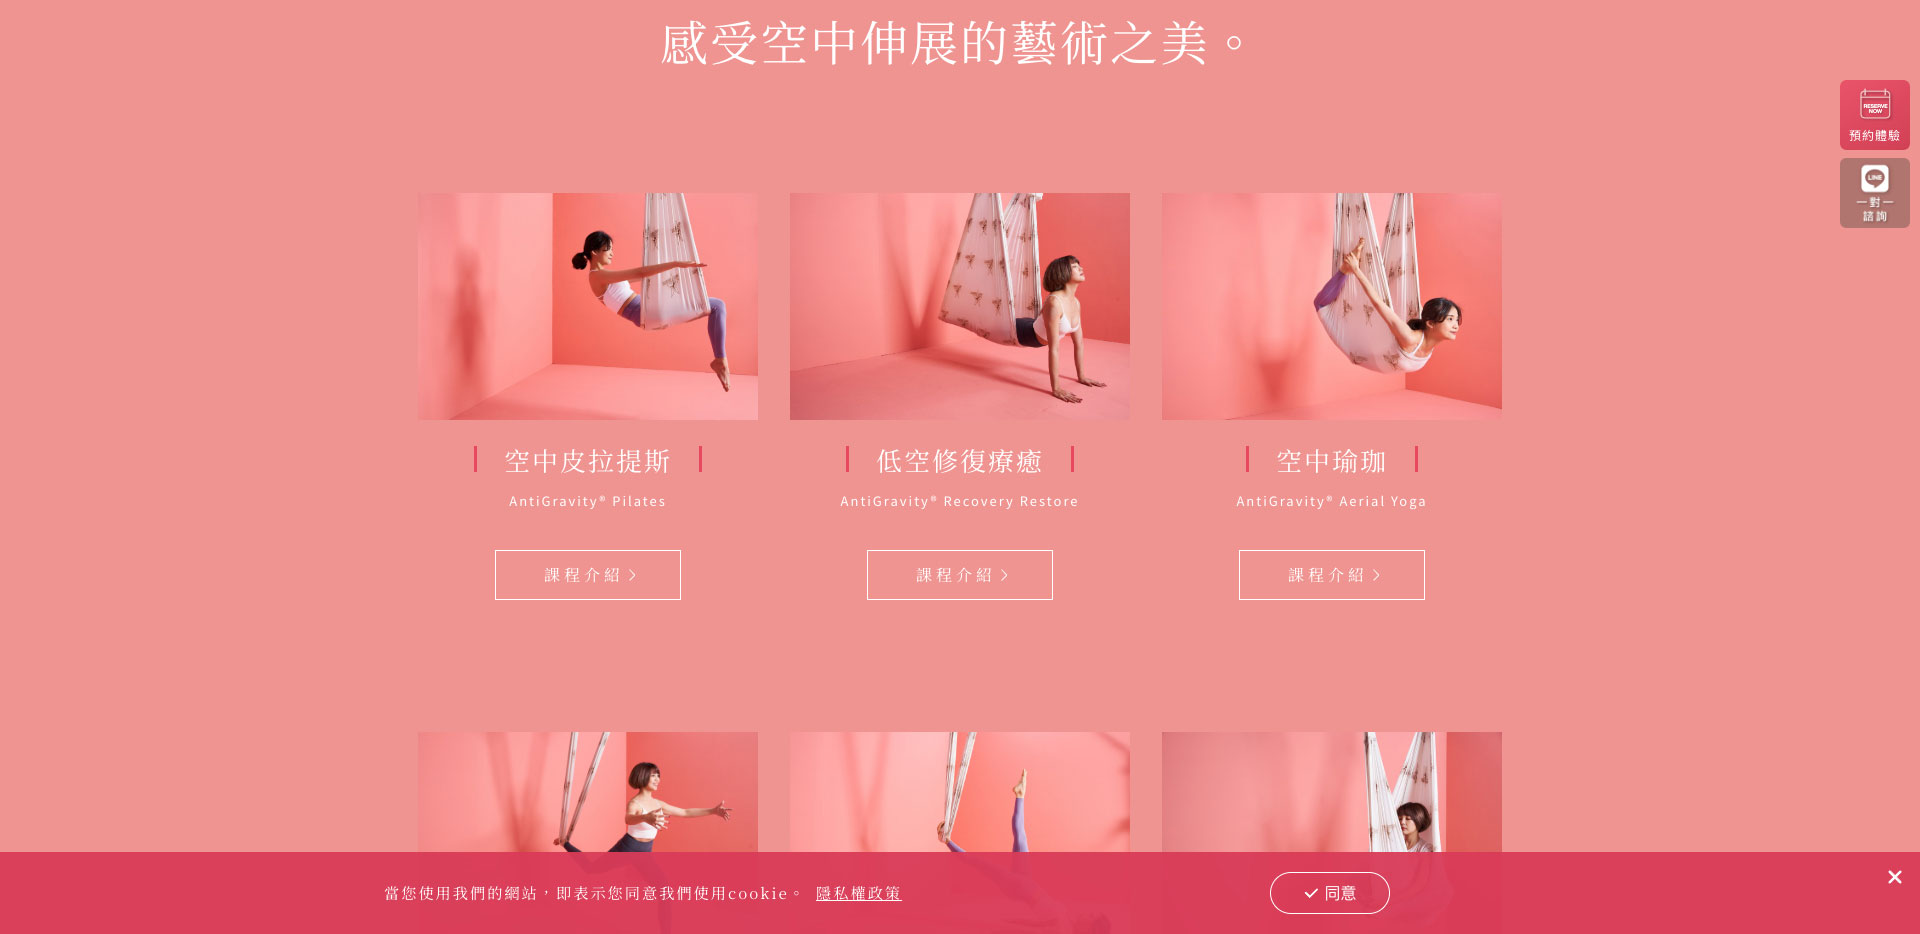 感受空中伸展的藝術之美。
RESERVE
NOW
預約體驗
LINE
一對一
諮詢
空中皮拉提斯
低空修復療癒
空中瑜珈
AntiGravity® Pilates
AntiGravity® Recovery Restore
AntiGravity® Aerial Yoga
課程介紹
課程介紹
課程介紹
當您使用我們的網站，即表示您同意我們使用cookie。 隱私權政策
同意